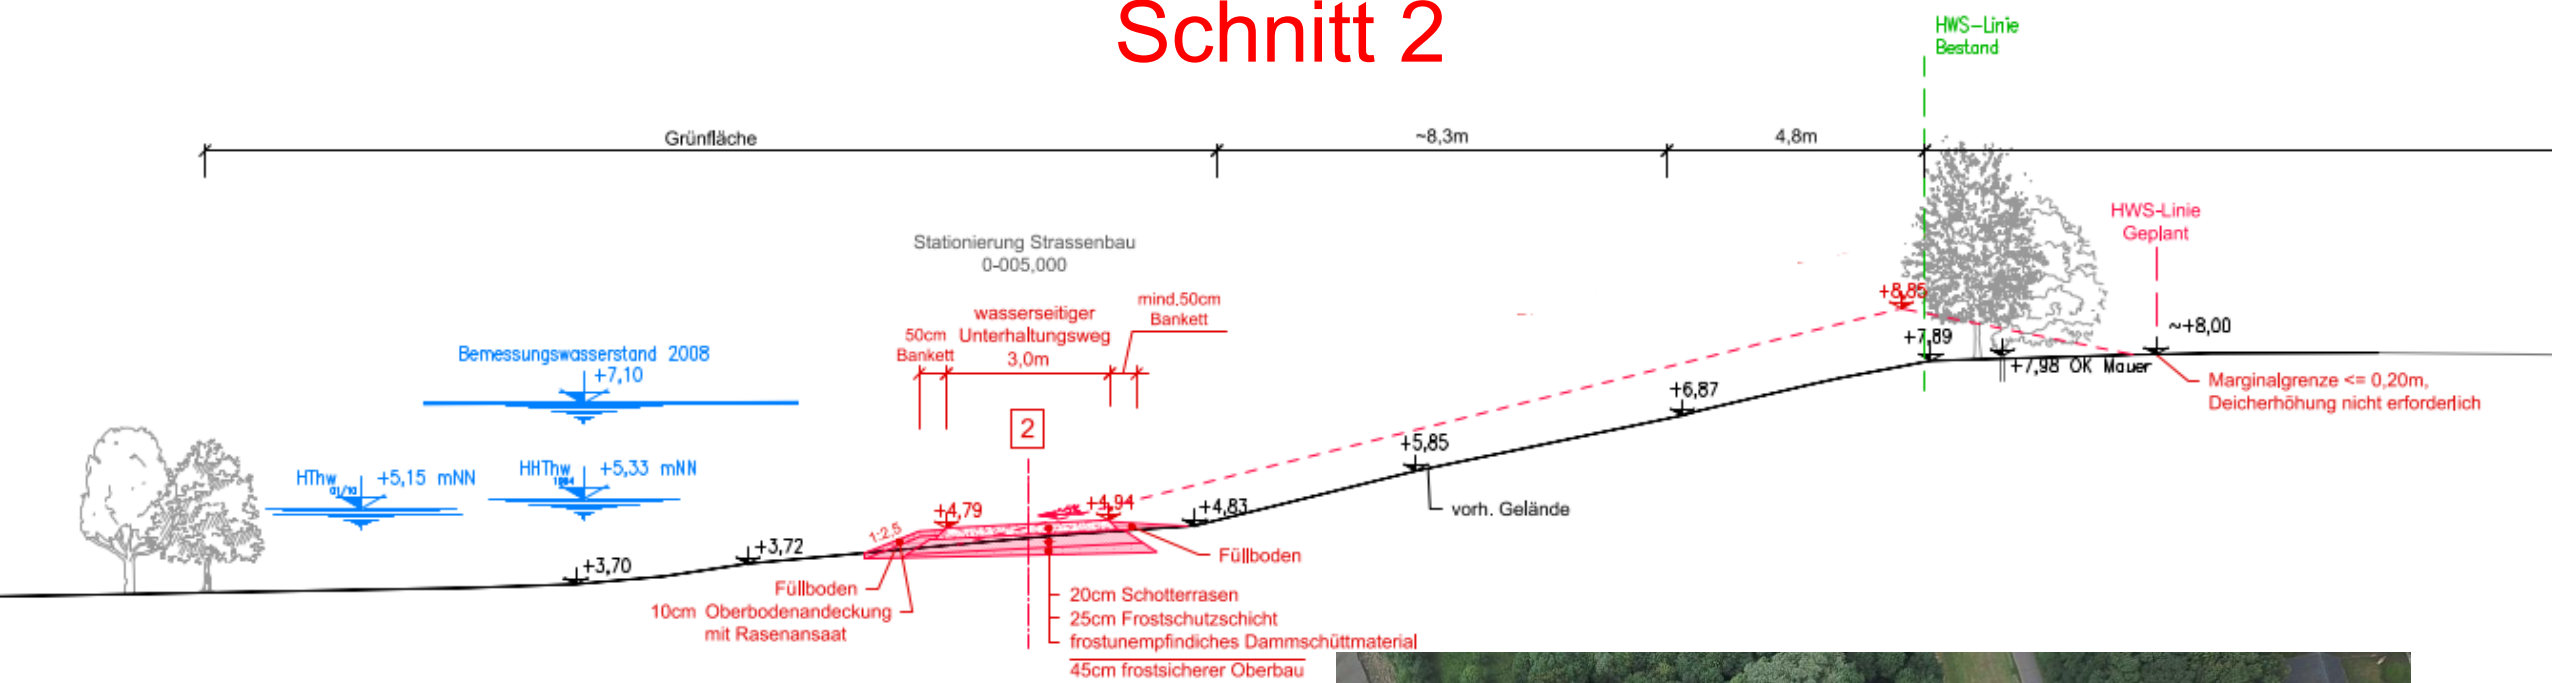 Schnitt 2
HWS-Linie
Bestand
Grünfläche
~8,3m
4,8m
HWS-Linie
Geplant
Stationierung Strassenbau
0-005,000
mind.50cm
Bankett
wasserseitiger
Unterhaltungsweg
3,0m
50cm
Bankett
+8,85
~+8,00
+7,89
+7,98 OK Mauer
Bemessungswasserstand 2008
+7,10
Marginalgrenze <= 0,20m,
Deicherhöhung nicht erforderlich
+6,87
2
+5,85
HThw
01/10
+5,15 mNN
HHThw
1994
+5,33 mNN
vorh. Gelände
+4,79
+4,94
+4,83
1:2,5
+3,72
+3,70
Füllboden
Füllboden
10cm Oberbodenandeckung
mit Rasenansaat
20cm Schotterrasen
25cm Frostschutzschicht
frostunempfindiches Dammschüttmaterial
45cm frostsicherer Oberbau